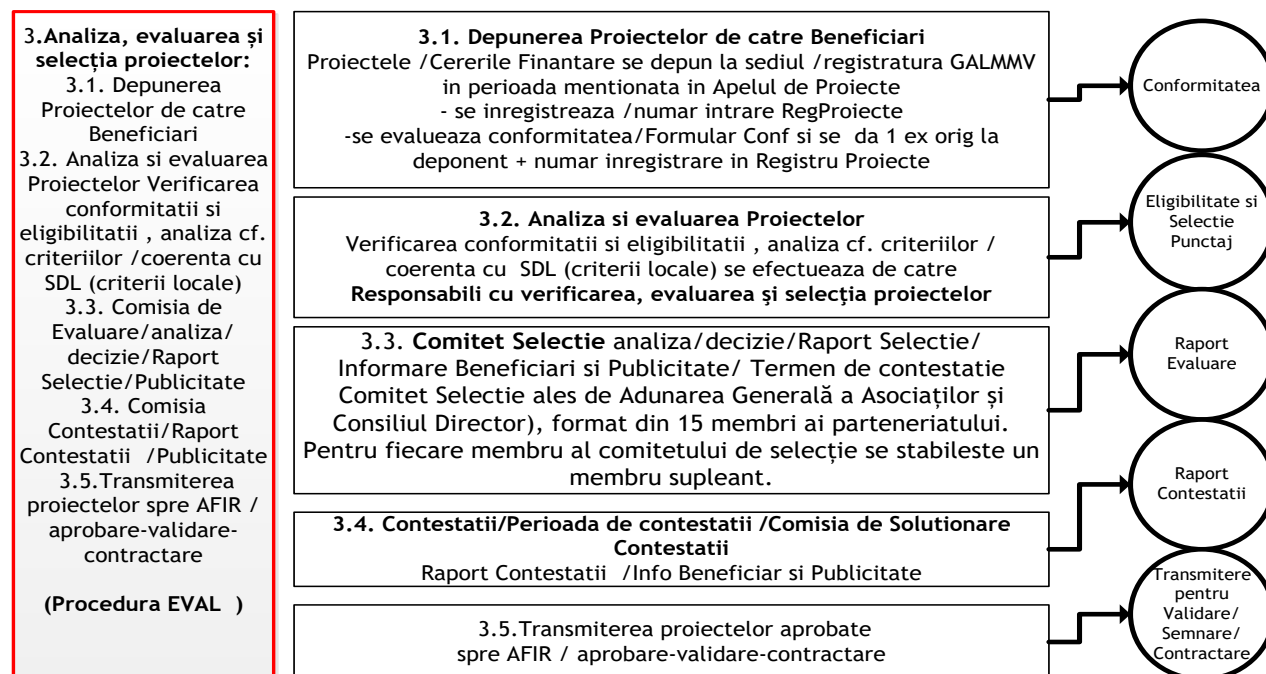 3.Analiza, evaluarea și
selecția proiectelor:
3.1. Depunerea
Proiectelor de catre
Beneficiari
3.2. Analiza si evaluarea
Proiectelor Verificarea
conformitatii si
eligibilitatii , analiza cf.
criteriilor /coerenta cu
SDL (criterii locale)
3.3. Comisia de
Evaluare/analiza/
decizie/Raport
Selectie/Publicitate
3.4. Comisia
Contestatii/Raport
Contestatii /Publicitate
3.5.Transmiterea
proiectelor spre AFIR /
aprobare-validare-
contractare
(Procedura EVAL )
3.1. Depunerea Proiectelor de catre Beneficiari
Proiectele /Cererile Finantare se depun la sediul /registratura GALMMV
in perioada mentionata in Apelul de Proiecte
- se inregistreaza /numar intrare RegProiecte
-se evalueaza conformitatea/Formular Conf si se da 1 ex orig la
deponent + numar inregistrare in Registru Proiecte
Conformitatea
3.2. Analiza si evaluarea Proiectelor
Verificarea conformitatii si eligibilitatii , analiza cf. criteriilor /
coerenta cu SDL (criterii locale) se efectueaza de catre
Responsabili cu verificarea, evaluarea şi selecţia proiectelor
Eligibilitate si
Selectie
Punctaj
3.3. Comitet Selectie analiza/decizie/Raport Selectie/
Informare Beneficiari si Publicitate/ Termen de contestatie
Comitet Selectie ales de Adunarea Generală a Asociaților și
Consiliul Director), format din 15 membri ai parteneriatului.
Pentru fiecare membru al comitetului de selecție se stabileste un
membru supleant.
Raport
Evaluare
3.4. Contestatii/Perioada de contestatii /Comisia de Solutionare
Contestatii
Raport Contestatii /Info Beneficiar si Publicitate
Raport
Contestatii
3.5.Transmiterea proiectelor aprobate
spre AFIR / aprobare-validare-contractare
Transmitere
pentru
Validare/
Semnare/
Contractare